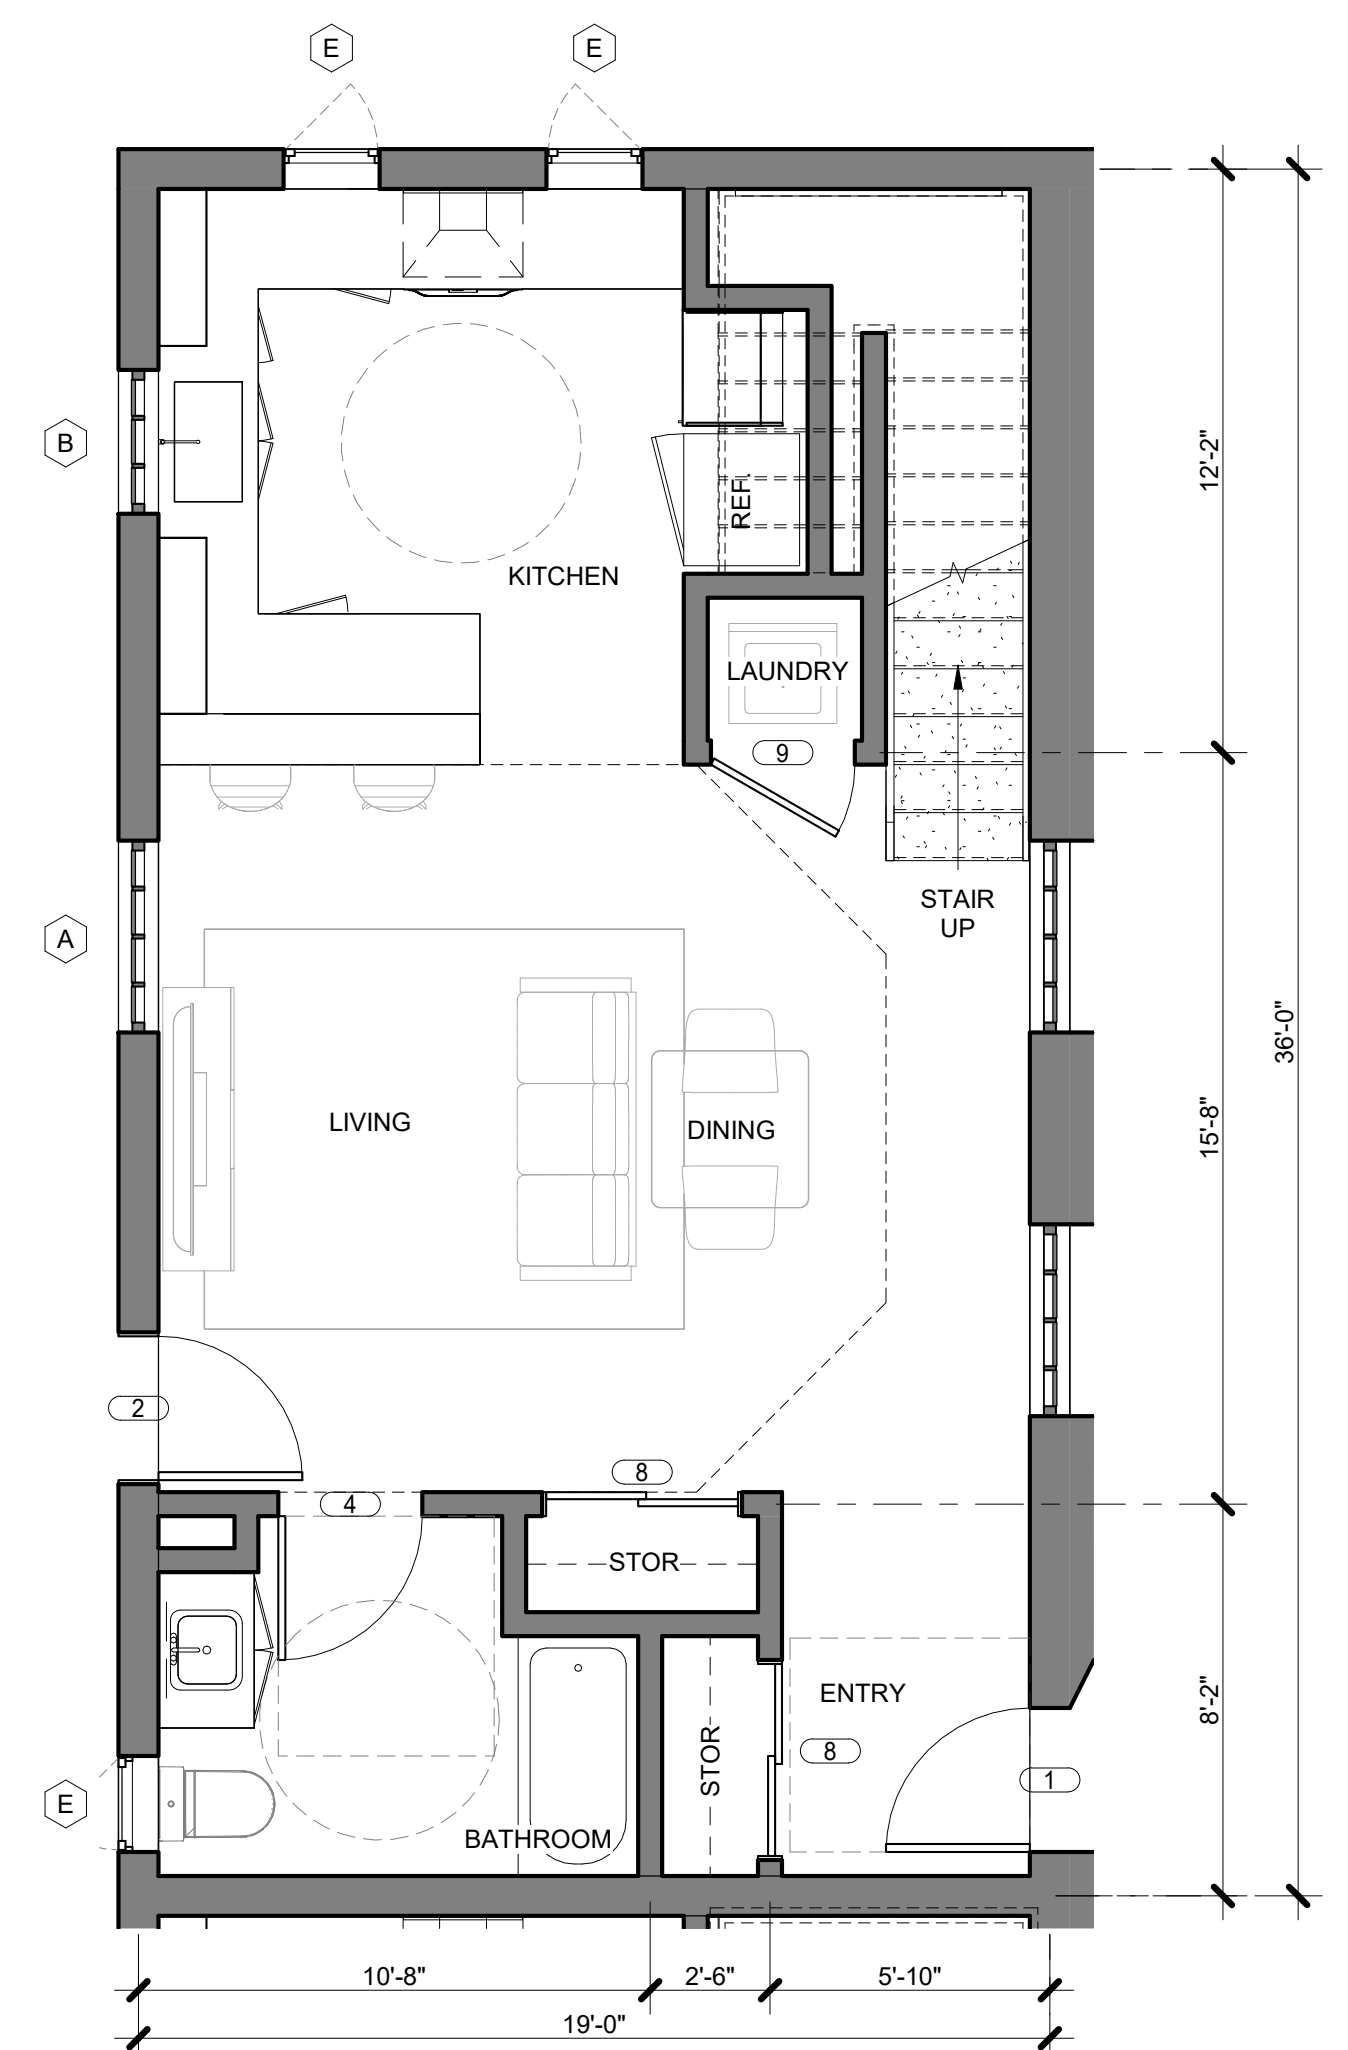 E
E
B
12'-2"
REF.
KITCHEN
LAUNDRY
9
STAIR
UP
A
36'-0"
LIVING
DINING
15'-8"
2
8
4
STOR
ENTRY
8'-2"
STOR
8
1
E
BATHROOM
10'-8"
2'-6"
5'-10"
19'-0"